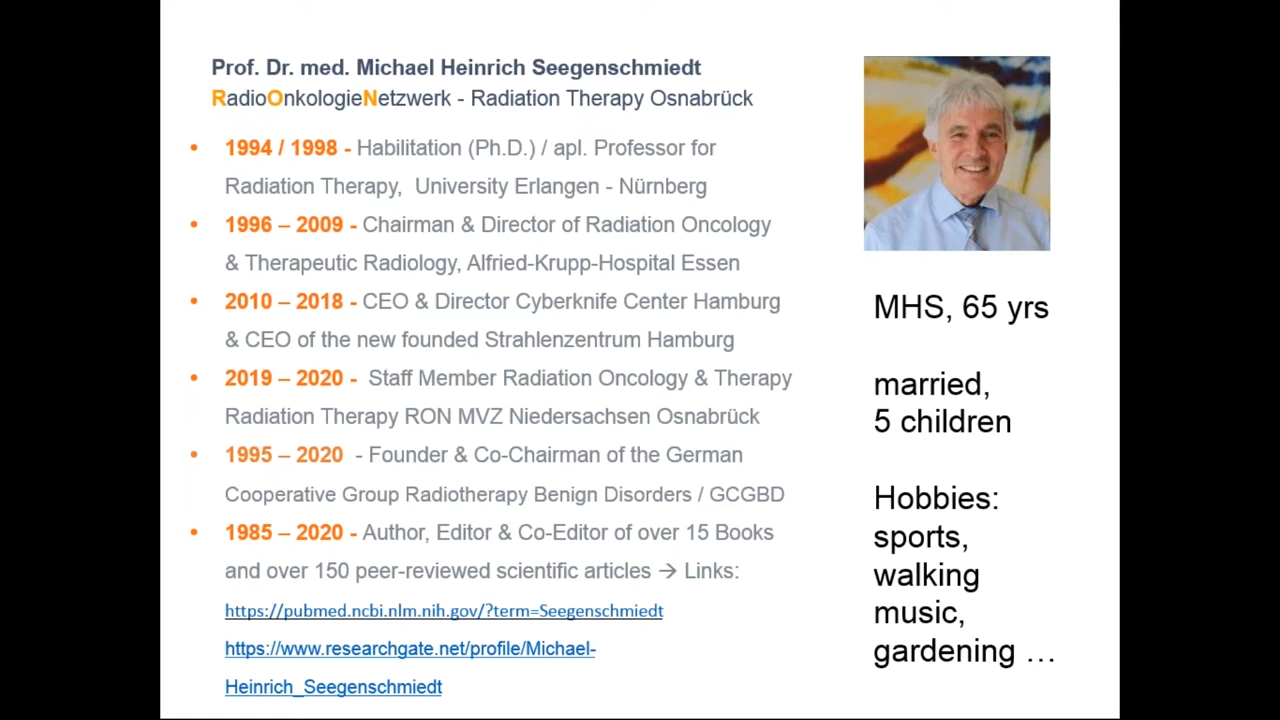 Prof. Dr. med. Michael Heinrich Seegenschmiedt
RadioOnkologieNetzwerk - Radiation Therapy Osnabrück
• 1994 / 1998 - Habilitation (Ph.D.) / apl. Professor for
Radiation Therapy, University Erlangen - Nürnberg
• 1996 – 2009 - Chairman & Director of Radiation Oncology
& Therapeutic Radiology, Alfried-Krupp-Hospital Essen
• 2010 – 2018 - CEO & Director Cyberknife Center Hamburg
& CEO of the new founded Strahlenzentrum Hamburg
• 2019 – 2020 - Staff Member Radiation Oncology & Therapy
Radiation Therapy RON MVZ Niedersachsen Osnabrück
• 1995 – 2020 - Founder & Co-Chairman of the German
Cooperative Group Radiotherapy Benign Disorders / GCGBD
• 1985 – 2020 - Author, Editor & Co-Editor of over 15 Books
and over 150 peer-reviewed scientific articles → Links:
https://pubmed.ncbi.nlm.nih.gov/?term=Seegenschmiedt
https://www.researchgate.net/profile/Michael-
Heinrich_Seegenschmiedt
MHS, 65 yrs
married,
5 children
Hobbies:
sports,
walking
music,
gardening …